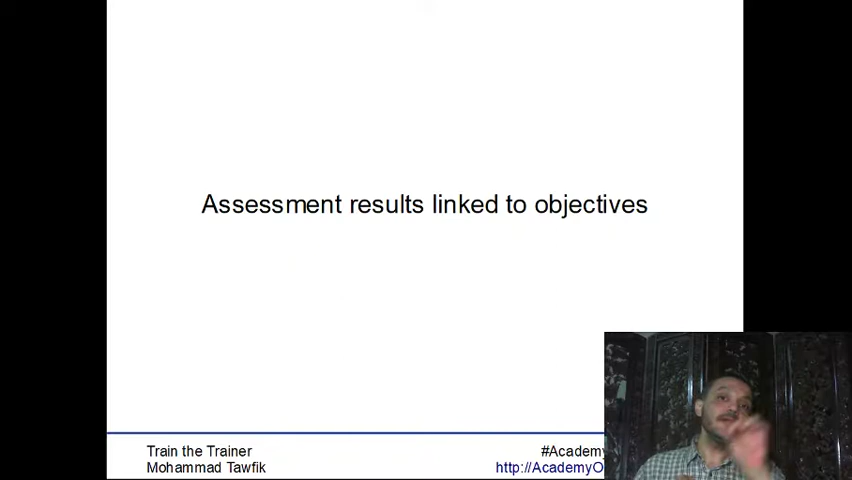 Assessment results linked to objectives
Train the Trainer
#Academy
Mohammad Tawfik
http://AcademyO